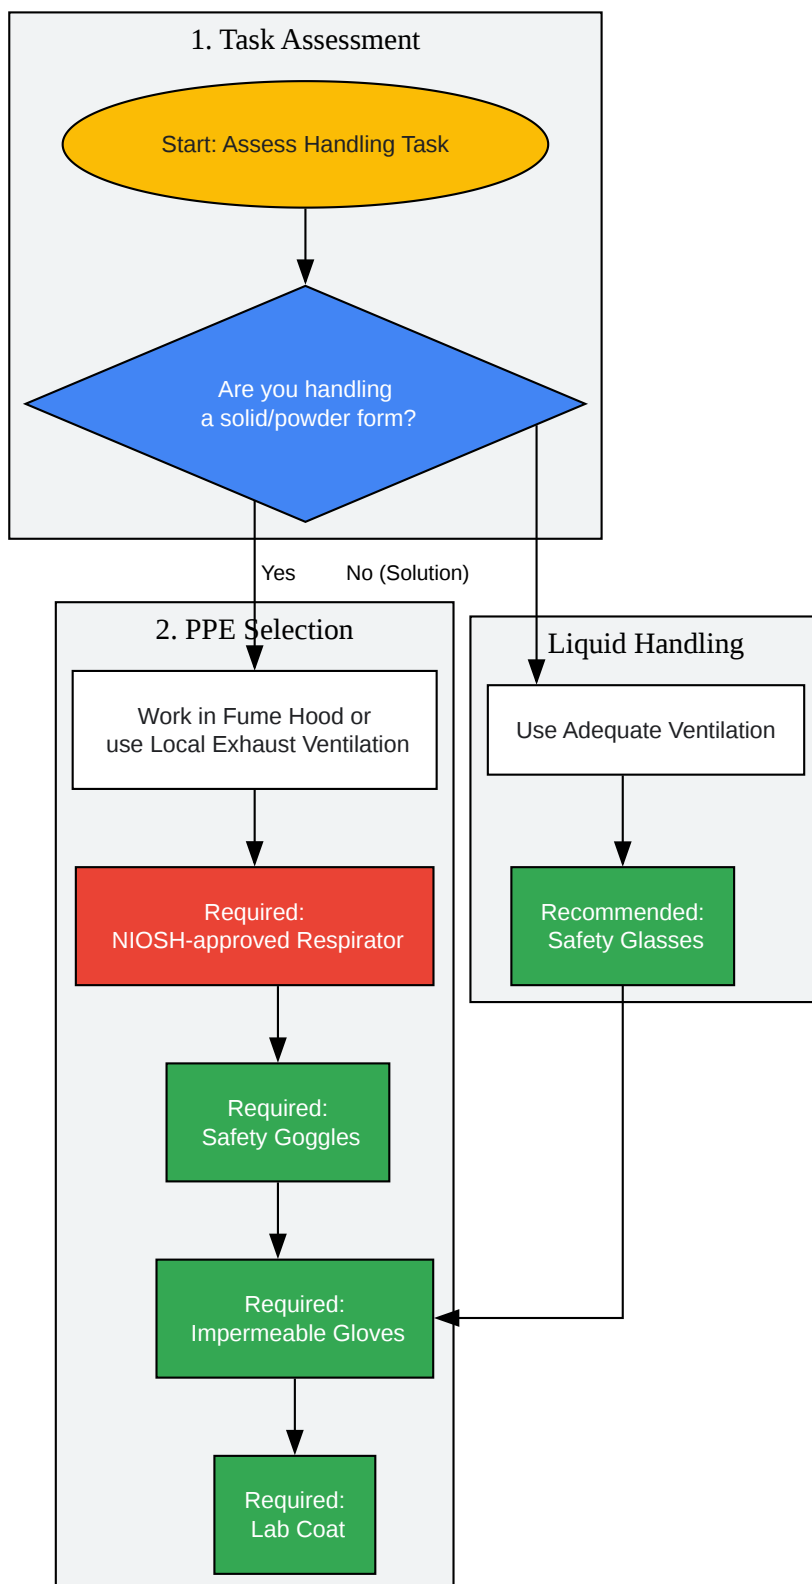 1. Task Assessment
Start: Assess Handling Task
Are you handling
a solid/powder form?
Yes
No (Solution)
2. PPE Selection
Work in Fume Hood or
use Local Exhaust Ventilation
Required:
NIOSH-approved Respirator
Required:
Safety Goggles
Required:
Impermeable Gloves
Required:
Lab Coat
Liquid Handling
Use Adequate Ventilation
Recommended:
Safety Glasses